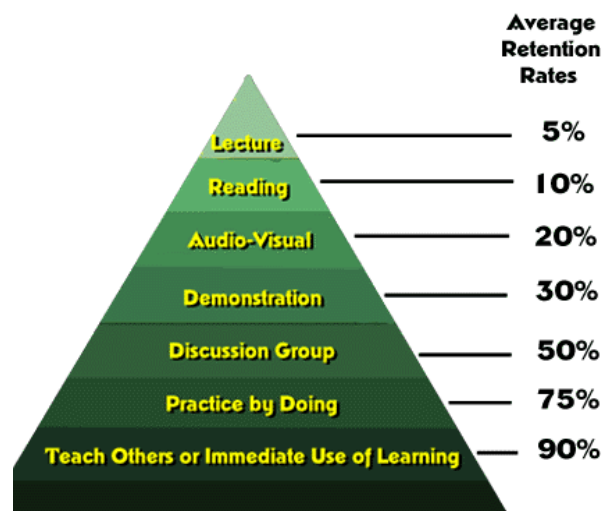 Average
Retention
Rates
Lecture 5%
Reading 10%
Audio-Visual 20%
Demonstration 30%
Discussion Group 50%
Practice by Doing 75%
Teach Others or Immediate Use of Learning 90%